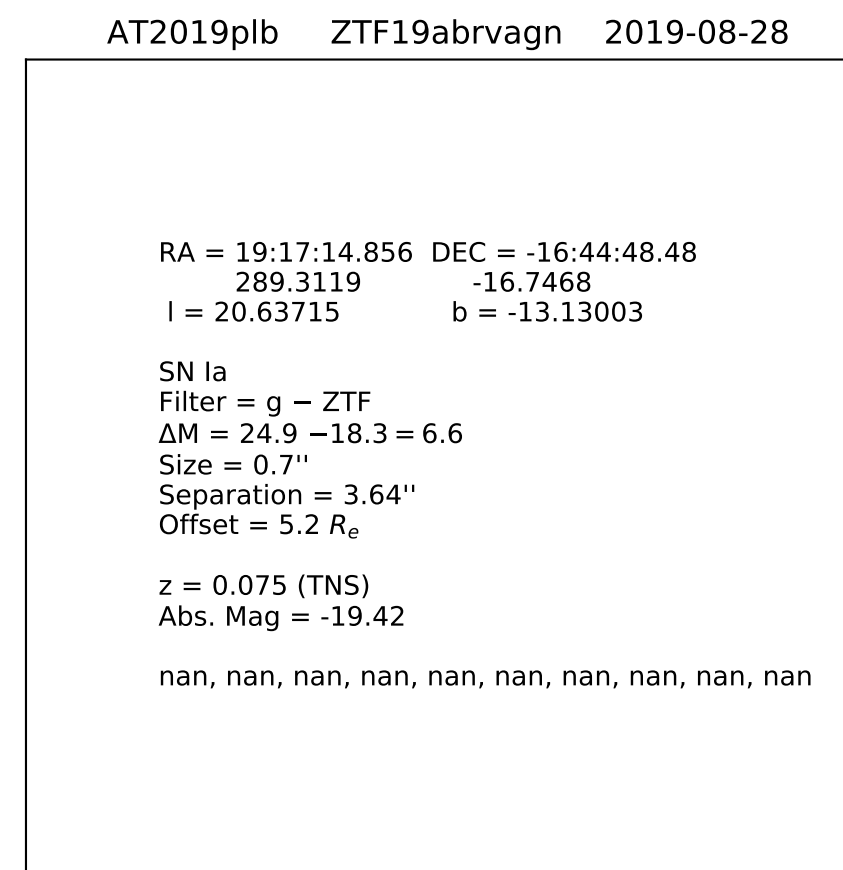 AT2019plb ZTF19abrvagn 2019-08-28
RA = 19:17:14.856 DEC = -16:44:48.48
289.3119 -16.7468
l = 20.63715 b = -13.13003
SN Ia
Filter = g − ZTF
ΔM = 24.9 −18.3 = 6.6
Size = 0.7''
Separation = 3.64''
Offset = 5.2 Rₑ
z = 0.075 (TNS)
Abs. Mag = -19.42
nan, nan, nan, nan, nan, nan, nan, nan, nan, nan